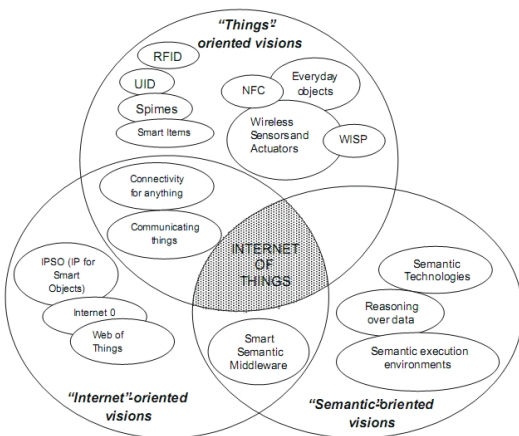 “Things”-
oriented visions
RFID
UID
Spimes
Smart Items
NFC
Everyday
objects
Wireless
Sensors and
Actuators
WISP
Connectivity
for anything
Communicating
things
INTERNET
OF
THINGS
IPSO (IP for
Smart
Objects)
Internet 0
Web of
Things
Smart
Semantic
Middleware
Semantic
Technologies
Reasoning
over data
Semantic execution
environments
“Internet”-oriented
visions
“Semantic”-oriented
visions